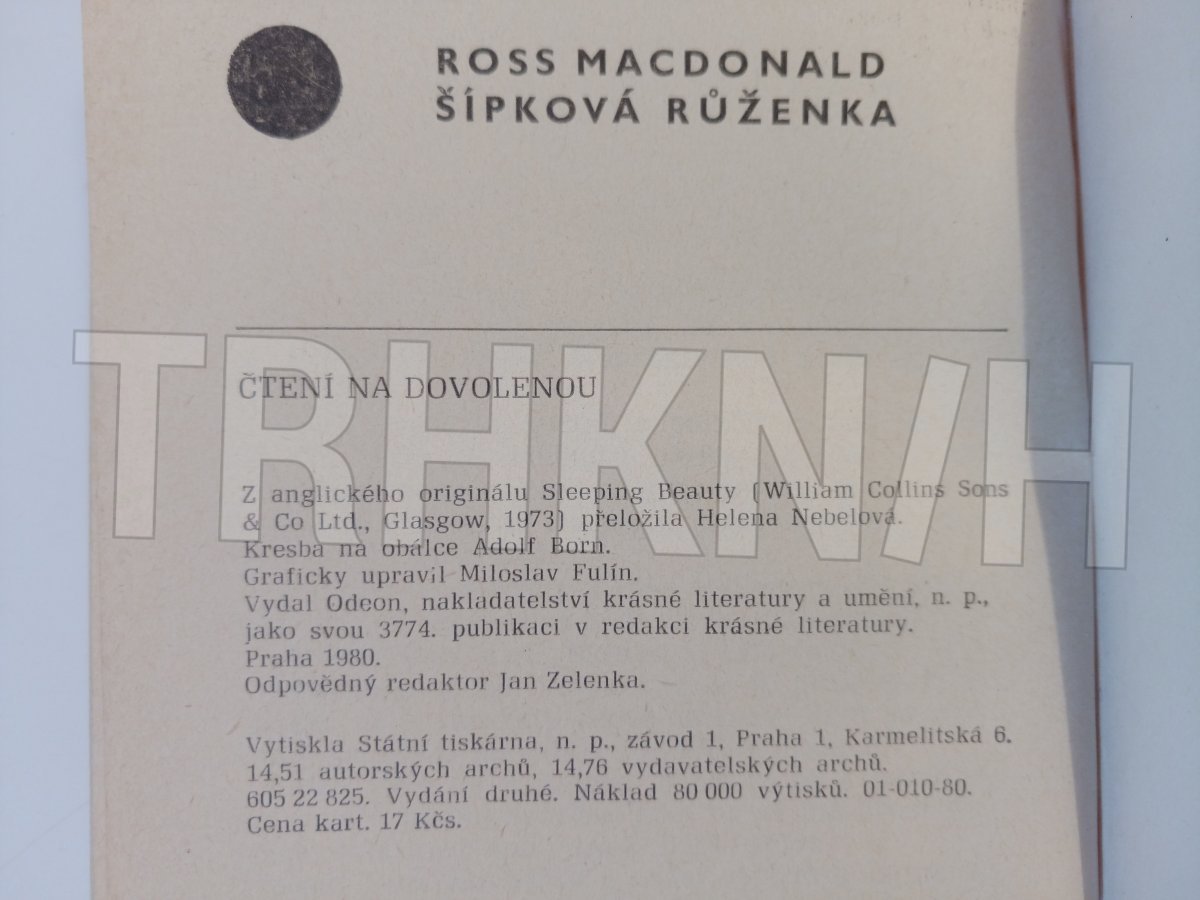 ROSS MACDONALD
ŠÍPKOVÁ RŮŽENKA
ČTENÍ NA DOVOLENOU
TRHKN/H
Z anglického originálu Sleeping Beauty (William Collins Sons
& Co Ltd., Glasgow, 1973) přeložila Helena Nebelová.
Kresba na obálce Adolf Born.
Graficky upravil Miloslav Fulín.
Vydal Odeon, nakladatelství krásné literatury a umění, n. p.,
jako svou 3774. publikaci v redakci krásné literatury.
Praha 1980.
Odpovědný redaktor Jan Zelenka.
Vytiskla Státní tiskárna, n. p., závod 1, Praha 1, Karmelitská 6.
14,51 autorských archů, 14,76 vydavatelských archů.
605 22 825. Vydání druhé. Náklad 80 000 výtisků. 01-010-80.
Cena kart. 17 Kčs.